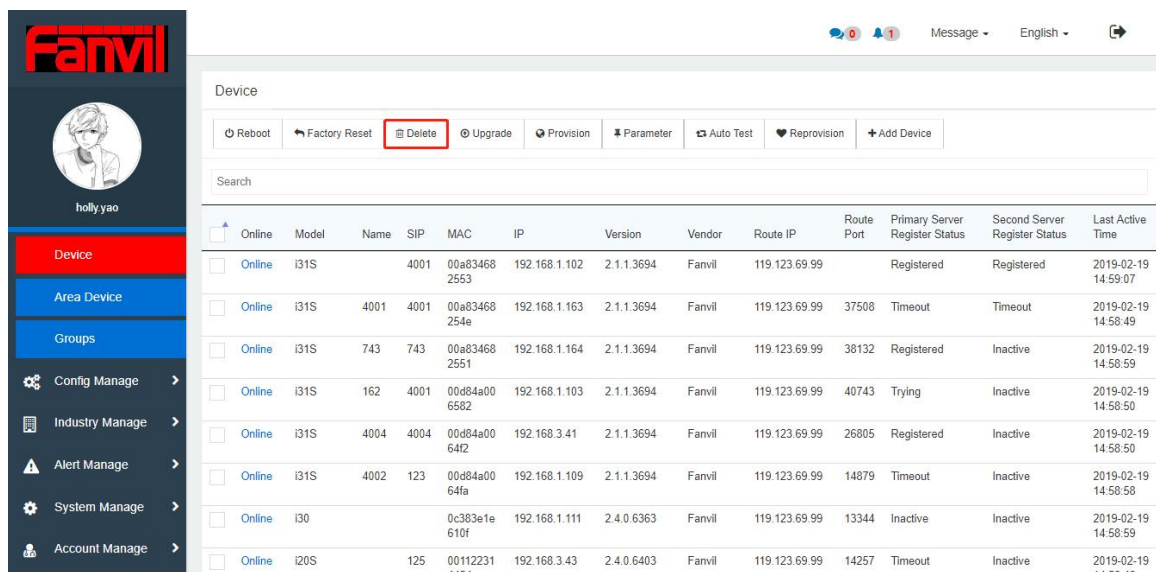 Fanvil
0 1 Message English
Device
Reboot Factory Reset Delete Upgrade Provision Parameter Auto Test Reprovision +Add Device
Search
holly.yao
Device
Area Device
Groups
Config Manage
Industry Manage
Alert Manage
System Manage
Account Manage
Online Model Name SIP MAC IP Version Vendor Route IP Route Port Primary Server Register Status Second Server Register Status Last Active Time
Online i31S 4001 00a83468 192.168.1.102 2.1.1.3694 Fanvil 119.123.69.99 Registered Registered 2019-02-19
2553 14:59:07
Online i31S 4001 4001 00a83468 192.168.1.163 2.1.1.3694 Fanvil 119.123.69.99 37508 Timeout Timeout 2019-02-19
254e 14:58:49
Online i31S 743 743 00a83468 192.168.1.164 2.1.1.3694 Fanvil 119.123.69.99 38132 Registered Inactive 2019-02-19
2551 14:58:59
Online i31S 162 4001 00d84a00 192.168.1.103 2.1.1.3694 Fanvil 119.123.69.99 40743 Trying Inactive 2019-02-19
6582 14:58:50
Online i31S 4004 4004 00d84a00 192.168.3.41 2.1.1.3694 Fanvil 119.123.69.99 26805 Registered Inactive 2019-02-19
64f2 14:58:50
Online i31S 4002 123 00d84a00 192.168.1.109 2.1.1.3694 Fanvil 119.123.69.99 14879 Timeout Inactive 2019-02-19
64fa 14:58:58
Online i30 0c383e1e 192.168.1.111 2.4.0.6363 Fanvil 119.123.69.99 13344 Inactive Inactive 2019-02-19
610f 14:58:59
Online i20S 125 00112231 192.168.3.43 2.4.0.6403 Fanvil 119.123.69.99 14257 Timeout Inactive 2019-02-19